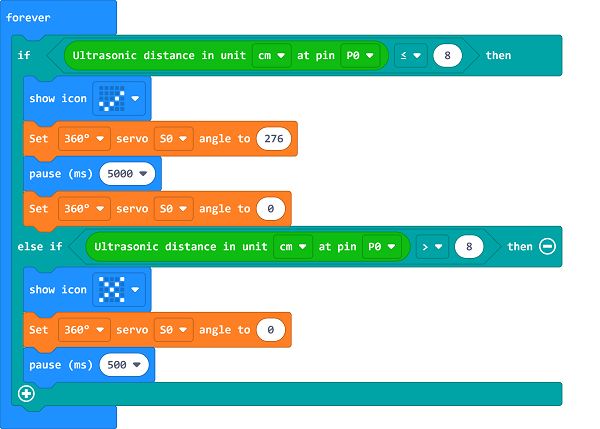 forever
if Ultrasonic distance in unit cm at pin P0 ≤ 8 then
show icon
Set 360° servo S0 angle to 276
pause (ms) 5000
Set 360° servo S0 angle to 0
else if Ultrasonic distance in unit cm at pin P0 > 8 then
show icon
Set 360° servo S0 angle to 0
pause (ms) 500